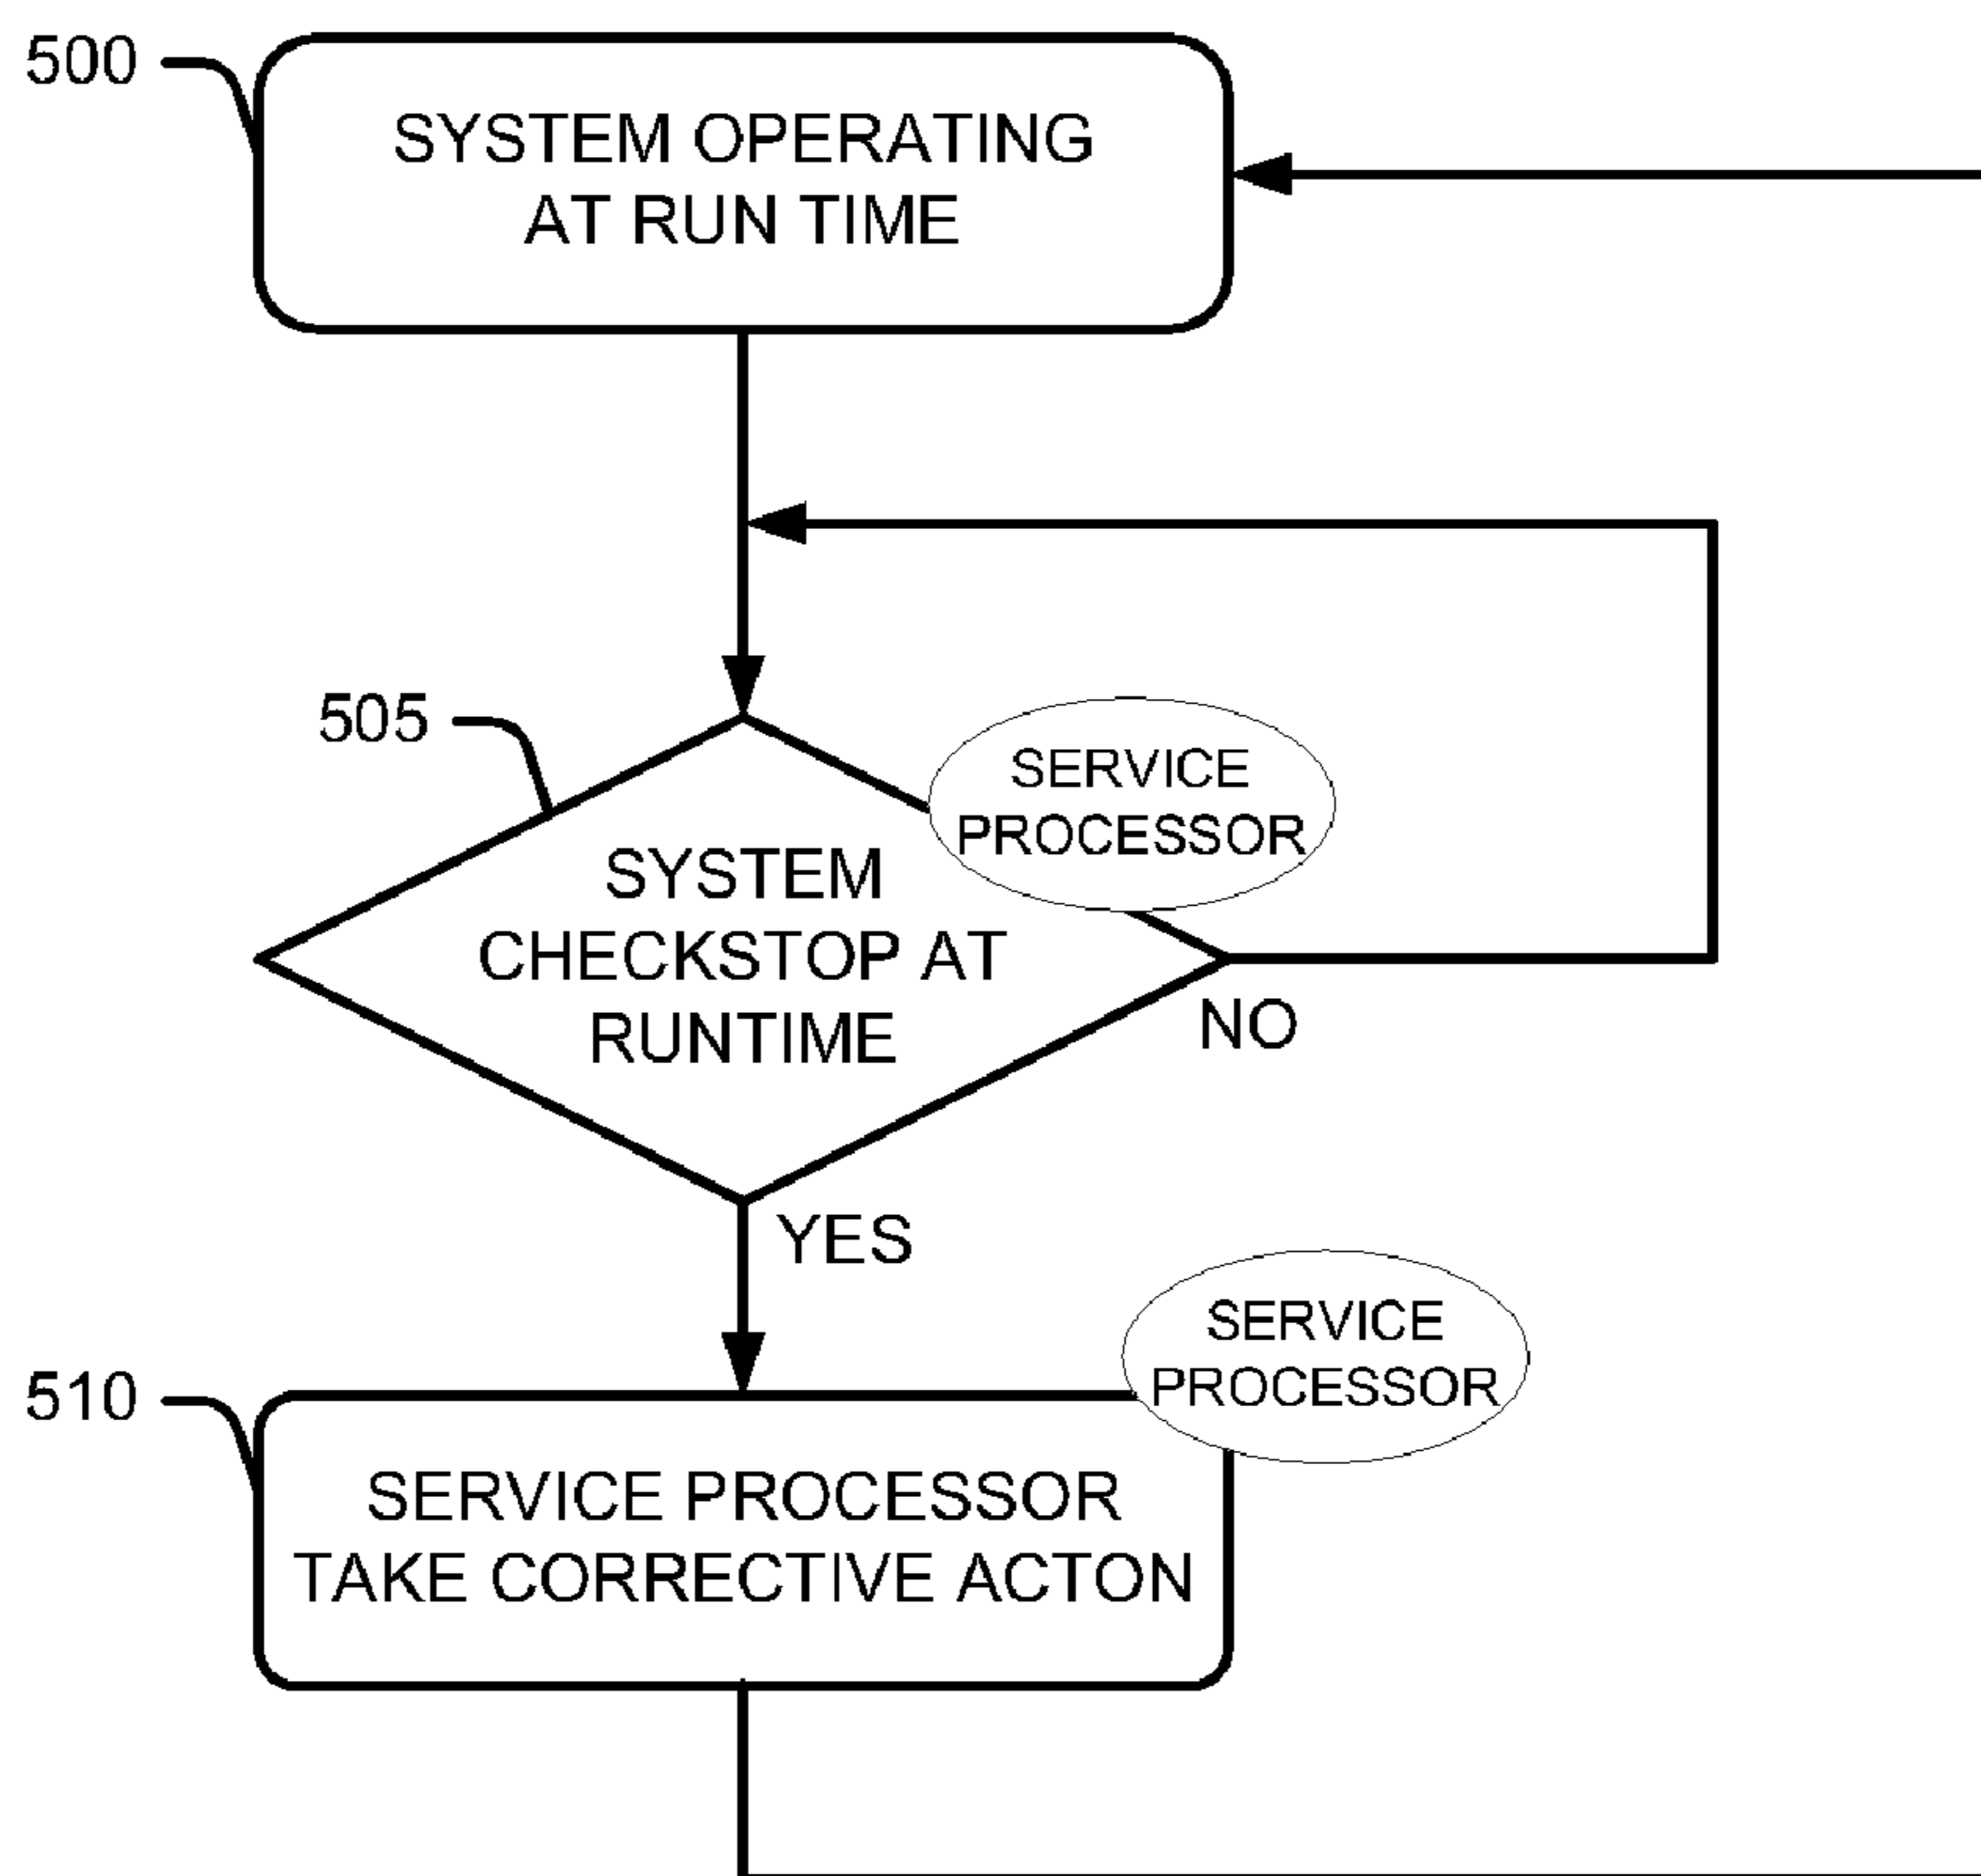 500
SYSTEM OPERATING
AT RUN TIME
505
SERVICE
PROCESSOR
SYSTEM
CHECKSTOP AT
RUNTIME
NO
YES
SERVICE
PROCESSOR
510
SERVICE PROCESSOR
TAKE CORRECTIVE ACTON